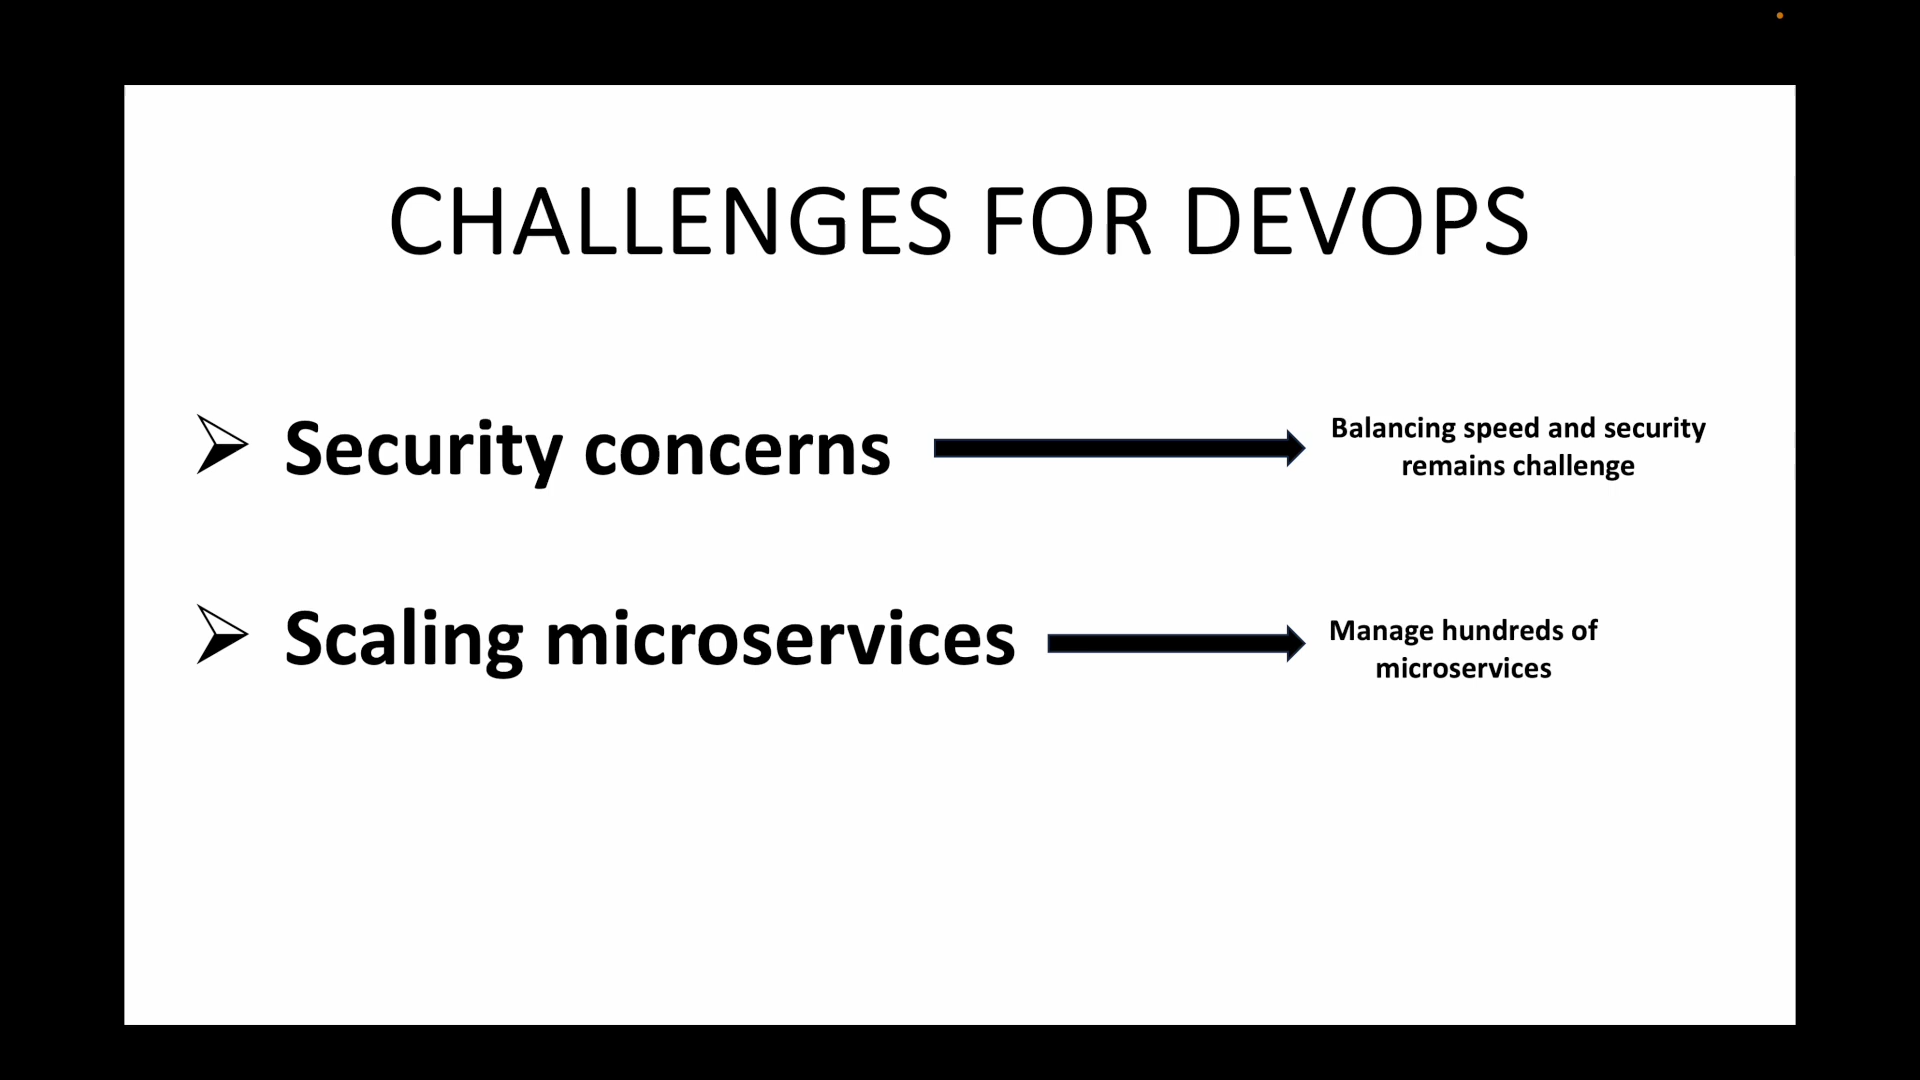 CHALLENGES FOR DEVOPS
Security concerns
Balancing speed and security
remains challenge
Scaling microservices
Manage hundreds of
microservices